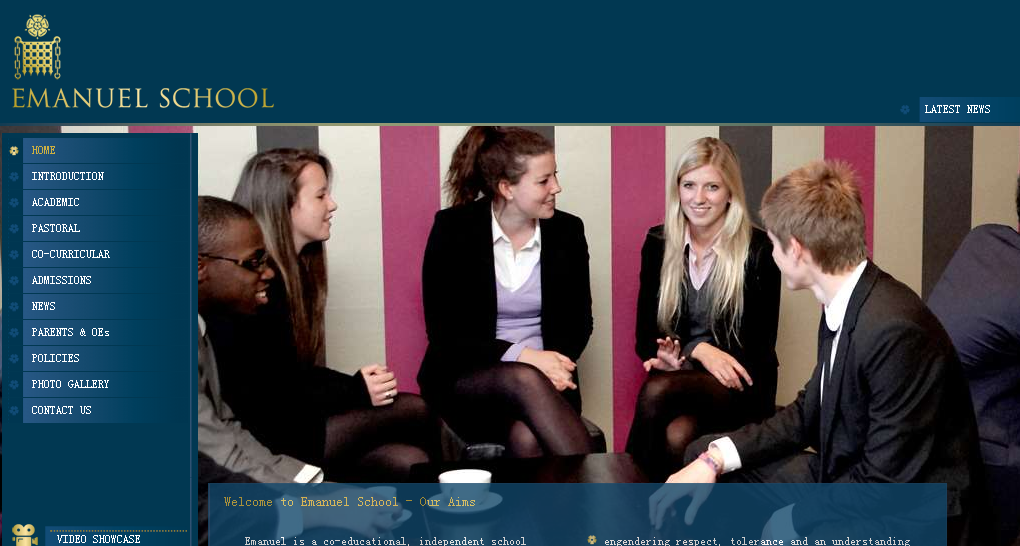 EMANUEL SCHOOL
LATEST NEWS
HOME
INTRODUCTION
ACADEMIC
PASTORAL
CO-CURRICULAR
ADMISSIONS
NEWS
PARENTS & OEs
POLICIES
PHOTO GALLERY
CONTACT US
VIDEO SHOWCASE
Welcome to Emanuel School - Our Aims
Emanuel is a co-educational, independent school
engendering respect, tolerance and an understanding